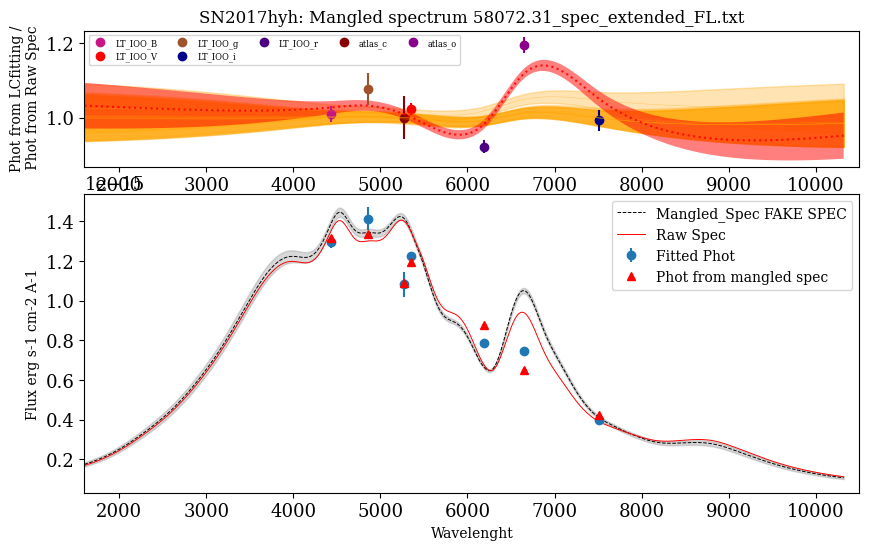 SN2017hyh: Mangled spectrum 58072.31_spec_extended_FL.txt
Phot from LCfitting /
Phot from Raw Spec
1.2
1.0
LT_IOO_B LT_IOO_g LT_IOO_r atlas_c atlas_o
LT_IOO_V LT_IOO_i
2000 3000 4000 5000 6000 7000 8000 9000 10000
Flux erg s-1 cm-2 A-1
1.4
1.2
1.0
0.8
0.6
0.4
0.2
Mangled_Spec FAKE SPEC
Raw Spec
Fitted Phot
Phot from mangled spec
2000 3000 4000 5000 6000 7000 8000 9000 10000
Wavelenght